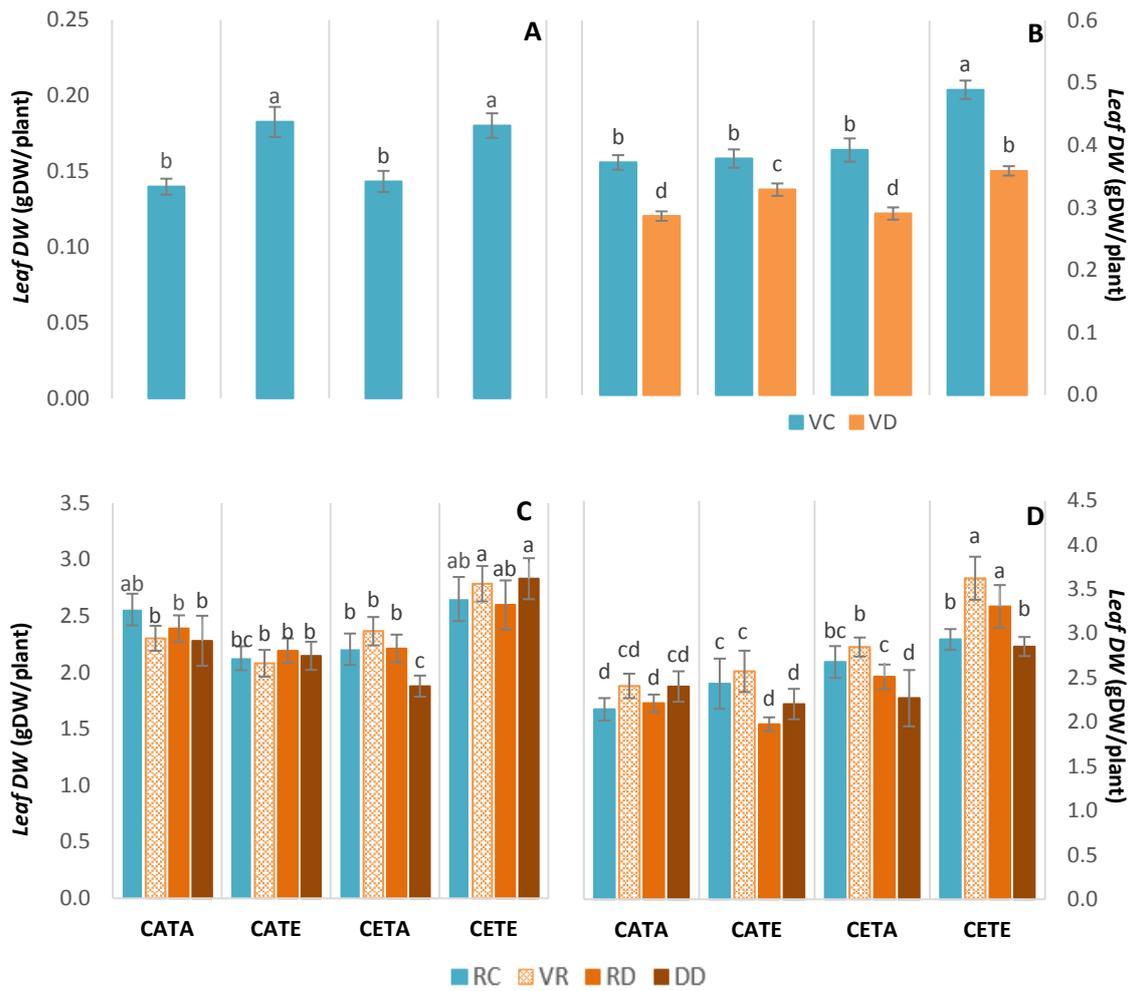 A
0.25
0.20
0.15
0.10
0.05
0.00
Leaf DW (gDW/plant)
b
a
b
a
B
0.6
0.5
0.4
0.3
0.2
0.1
0.0
Leaf DW (gDW/plant)
b
d
b
c
b
d
a
b
VC VD
C
3.5
3.0
2.5
2.0
1.5
1.0
0.5
0.0
Leaf DW (gDW/plant)
ab b b b
bc b b b
b b b c
ab a ab a
CATA CATE CETA CETE
D
4.5
4.0
3.5
3.0
2.5
2.0
1.5
1.0
0.5
0.0
Leaf DW (gDW/plant)
d cd d cd
c c d d
bc b c d
b a a b
CATA CATE CETA CETE
RC VR RD DD